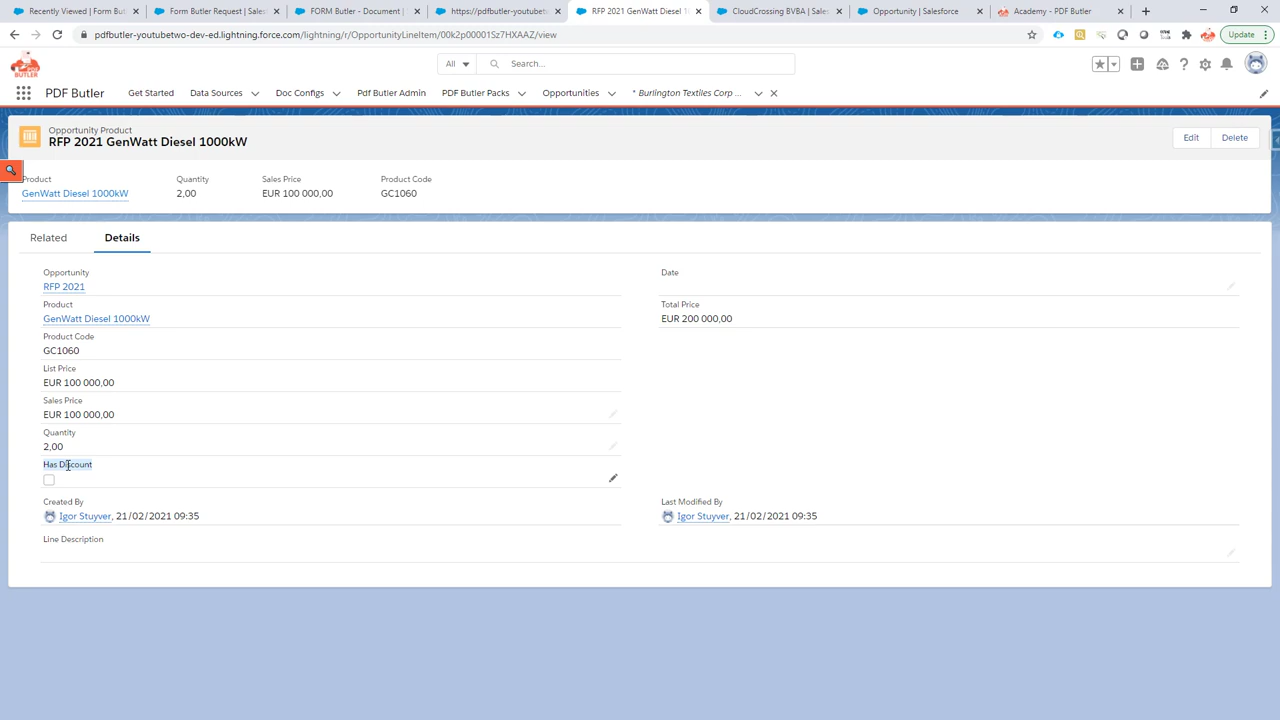 Recently Viewed | Form But
Form Butler Request | Sales
FORM Butler - Document |
https://pdfbutler-youtubetw
RFP 2021 GenWatt Diesel 1
CloudCrossing BVBA | Sales
Opportunity | Salesforce
Academy - PDF Butler
pdfbutler-youtubetwo-dev-ed.lightning.force.com/lightning/r/OpportunityLineItem/00k2p00001Sz7HXAAZ/view
Update
PDF BUTLER
All
Search...
PDF Butler
Get Started
Data Sources
Doc Configs
Pdf Butler Admin
PDF Butler Packs
Opportunities
* Burlington Textiles Corp ...
Opportunity Product
RFP 2021 GenWatt Diesel 1000kW
Edit
Delete
Product Quantity Sales Price Product Code
GenWatt Diesel 1000kW 2,00 EUR 100 000,00 GC1060
Related Details
Opportunity
RFP 2021
Date
Product
GenWatt Diesel 1000kW
Total Price
EUR 200 000,00
Product Code
GC1060
List Price
EUR 100 000,00
Sales Price
EUR 100 000,00
Quantity
2,00
Has Discount
Created By
Igor Stuyver, 21/02/2021 09:35
Last Modified By
Igor Stuyver, 21/02/2021 09:35
Line Description